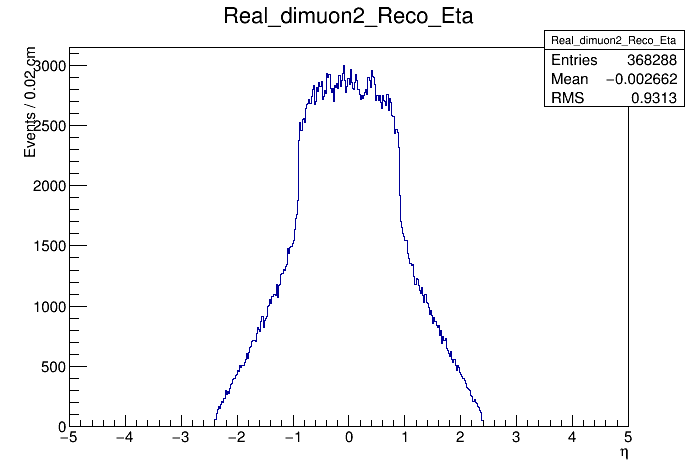 Real_dimuon2_Reco_Eta
Real_dimuon2_Reco_Eta
Entries 368288
Mean −0.002662
RMS 0.9313
Events / 0.02 cm
3000
2500
2000
1500
1000
500
0
−5 −4 −3 −2 −1 0 1 2 3 4 5
η